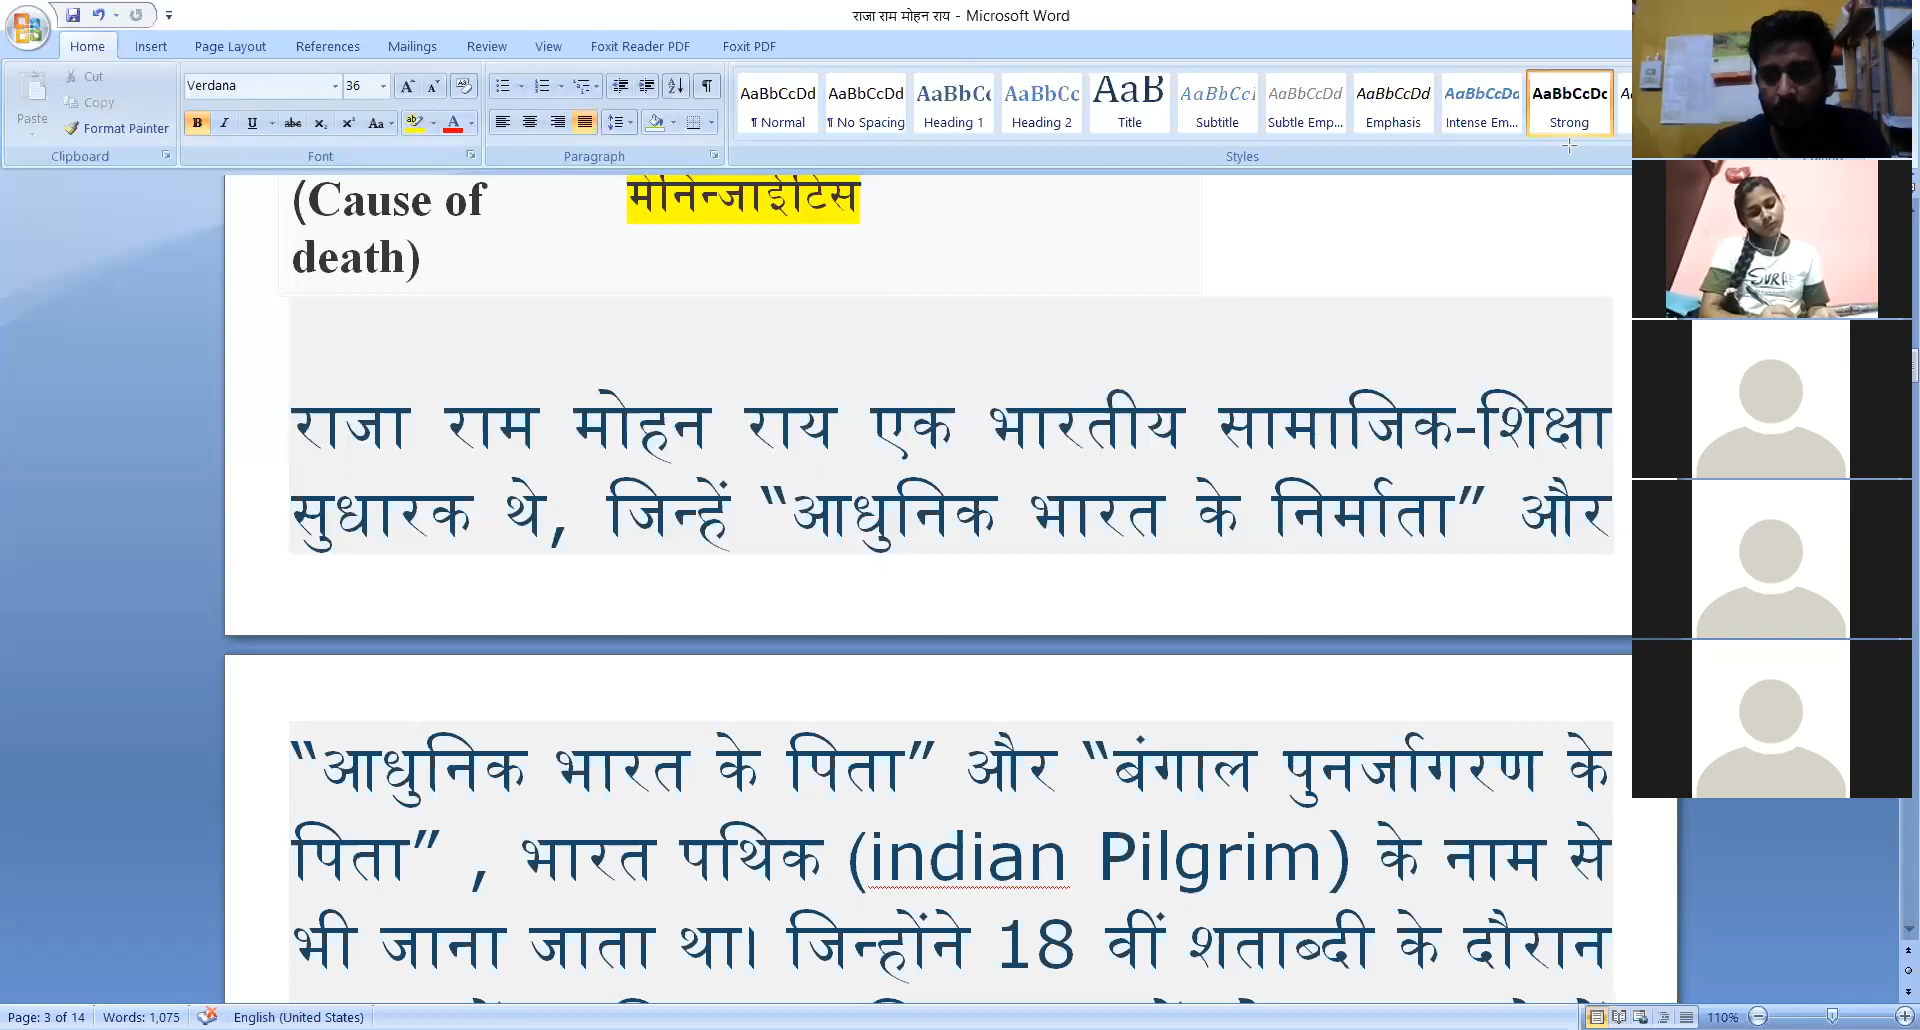 राजा राम मोहन राय - Microsoft Word
Home Insert Page Layout References Mailings Review View Foxit Reader PDF Foxit PDF
Paste
Cut
Copy
Format Painter
Clipboard
Verdana 36
Font
Paragraph
AaBbCcDd AaBbCcDd AaBbCc AaBbCc AaB AaBbCcI AaBbCcDd AaBbCcDd AaBbCcDd AaBbCcDc
¶ Normal ¶ No Spacing Heading 1 Heading 2 Title Subtitle Subtle Emp... Emphasis Intense Em... Strong
Styles
(Cause of मेनिन्जाईटिस
death)
राजा राम मोहन राय एक भारतीय सामाजिक-शिक्षा
सुधारक थे, जिन्हें “आधुनिक भारत के निर्माता” और
“आधुनिक भारत के पिता” और “बंगाल पुनर्जागरण के
पिता” , भारत पथिक (indian Pilgrim) के नाम से
भी जाना जाता था। जिन्होंने 18 वीं शताब्दी के दौरान
Page: 3 of 14 Words: 1,075 English (United States) 110%